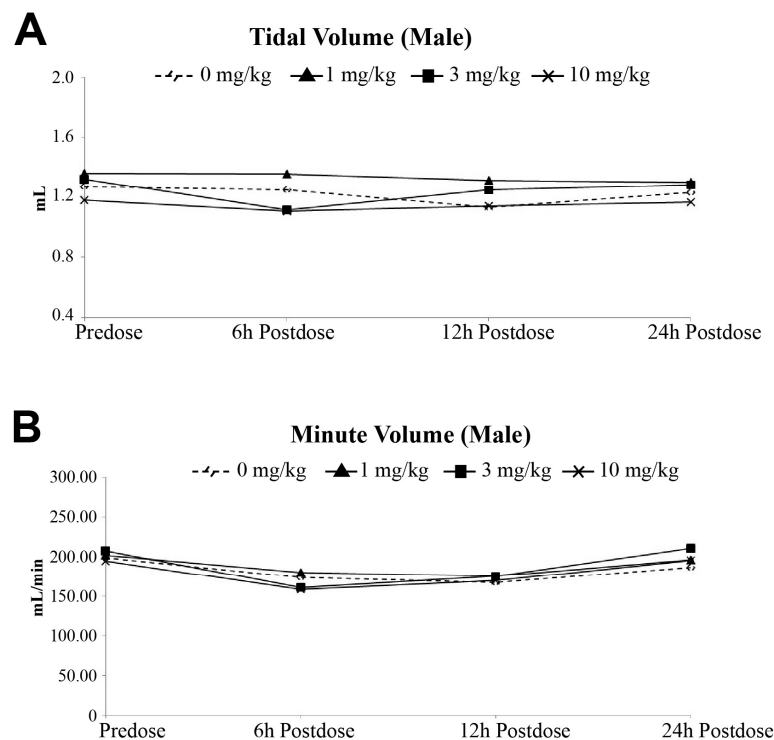 A
Tidal Volume (Male)
0 mg/kg 1 mg/kg 3 mg/kg 10 mg/kg
2.0
1.6
1.2
0.8
0.4
mL
Predose 6h Postdose 12h Postdose 24h Postdose
B
Minute Volume (Male)
0 mg/kg 1 mg/kg 3 mg/kg 10 mg/kg
300.00
250.00
200.00
150.00
100.00
50.00
0
mL/min
Predose 6h Postdose 12h Postdose 24h Postdose